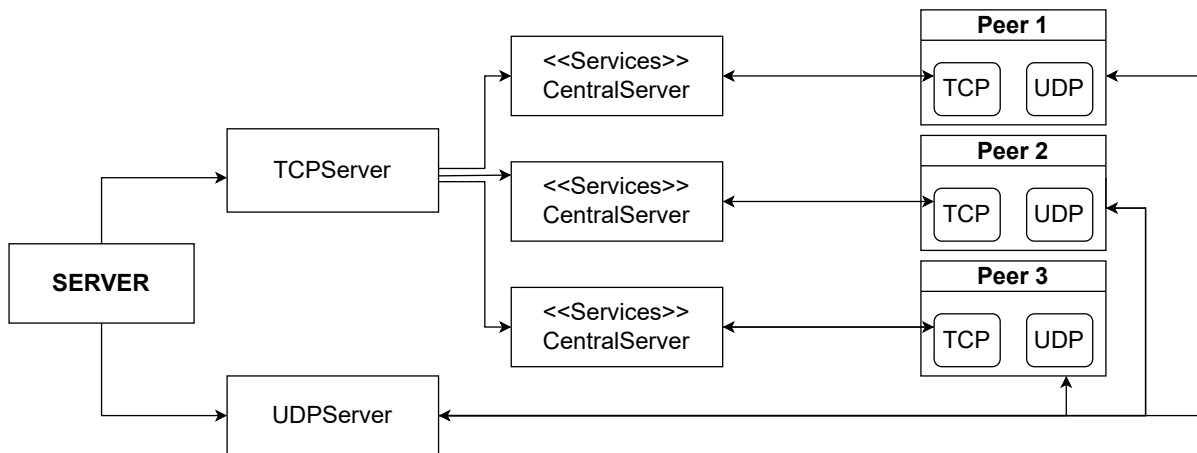 Peer 1
<<Services>>
CentralServer
TCP
UDP
TCPServer
Peer 2
<<Services>>
CentralServer
TCP
UDP
SERVER
Peer 3
<<Services>>
CentralServer
TCP
UDP
UDPServer